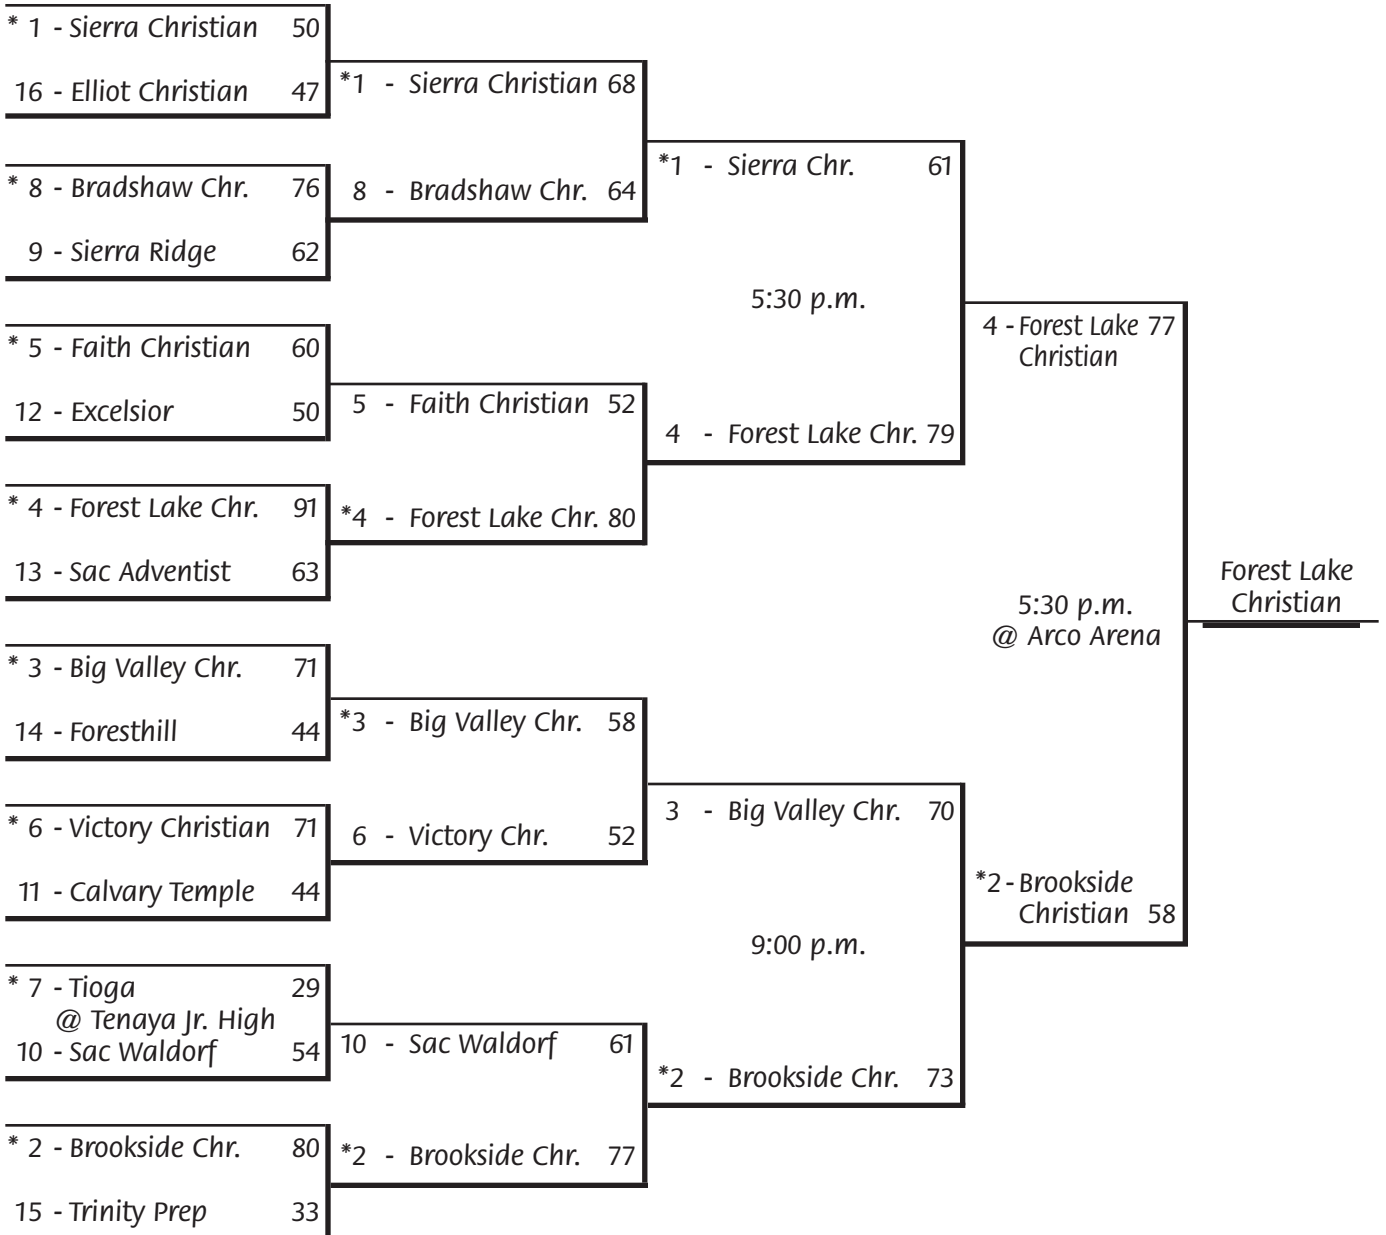 * 1 - Sierra Christian 50
16 - Elliot Christian 47
* 8 - Bradshaw Chr. 76
9 - Sierra Ridge 62
* 5 - Faith Christian 60
12 - Excelsior 50
* 4 - Forest Lake Chr. 91
13 - Sac Adventist 63
* 3 - Big Valley Chr. 71
14 - Foresthill 44
* 6 - Victory Christian 71
11 - Calvary Temple 44
* 7 - Tioga 29
@ Tenaya Jr. High
10 - Sac Waldorf 54
* 2 - Brookside Chr. 80
15 - Trinity Prep 33
*1 - Sierra Christian 68
8 - Bradshaw Chr. 64
5 - Faith Christian 52
*4 - Forest Lake Chr. 80
*3 - Big Valley Chr. 58
6 - Victory Chr. 52
10 - Sac Waldorf 61
*2 - Brookside Chr. 77
*1 - Sierra Chr. 61
5:30 p.m.
4 - Forest Lake Chr. 79
3 - Big Valley Chr. 70
9:00 p.m.
*2 - Brookside Chr. 73
4 - Forest Lake 77
Christian
5:30 p.m.
@ Arco Arena
*2 - Brookside
Christian 58
Forest Lake
Christian